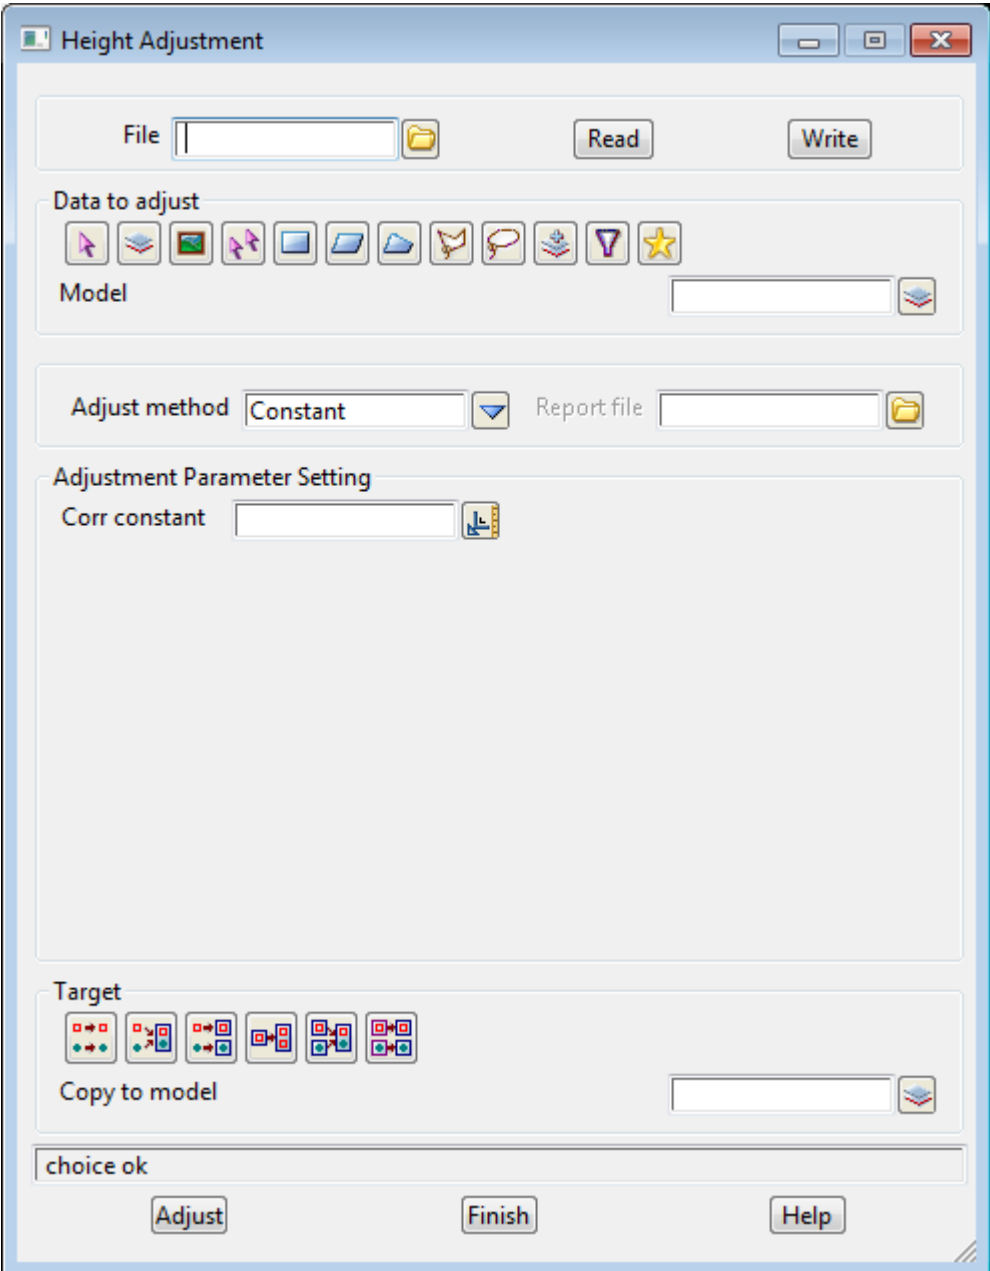 Height Adjustment
File Read Write
Data to adjust
Model
Adjust method Constant Report file
Adjustment Parameter Setting
Corr constant
Target
Copy to model
choice ok
Adjust Finish Help